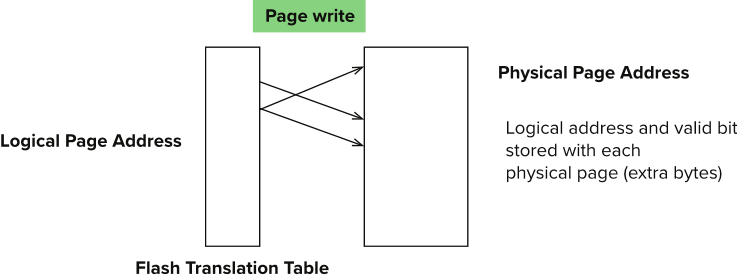 Page write
Physical Page Address
Logical Page Address
Logical address and valid bit
stored with each
physical page (extra bytes)
Flash Translation Table